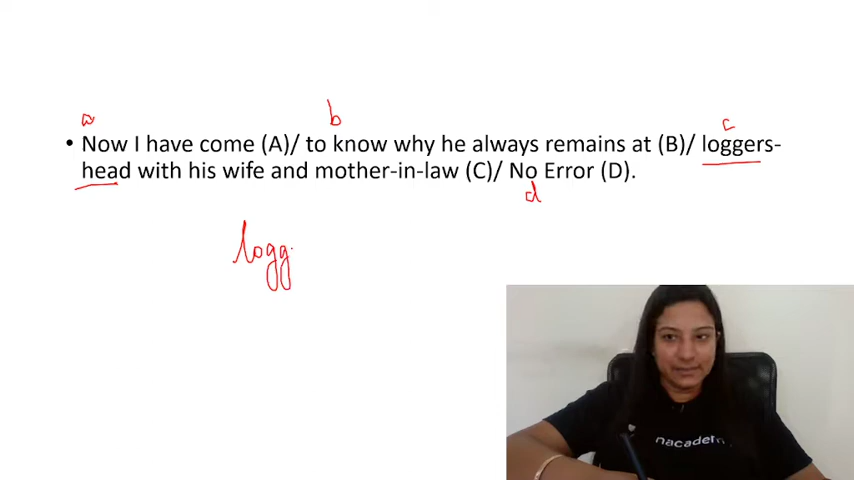 a b c
• Now I have come (A)/ to know why he always remains at (B)/ loggers-
head with his wife and mother-in-law (C)/ No Error (D).
d
logg
nacadem